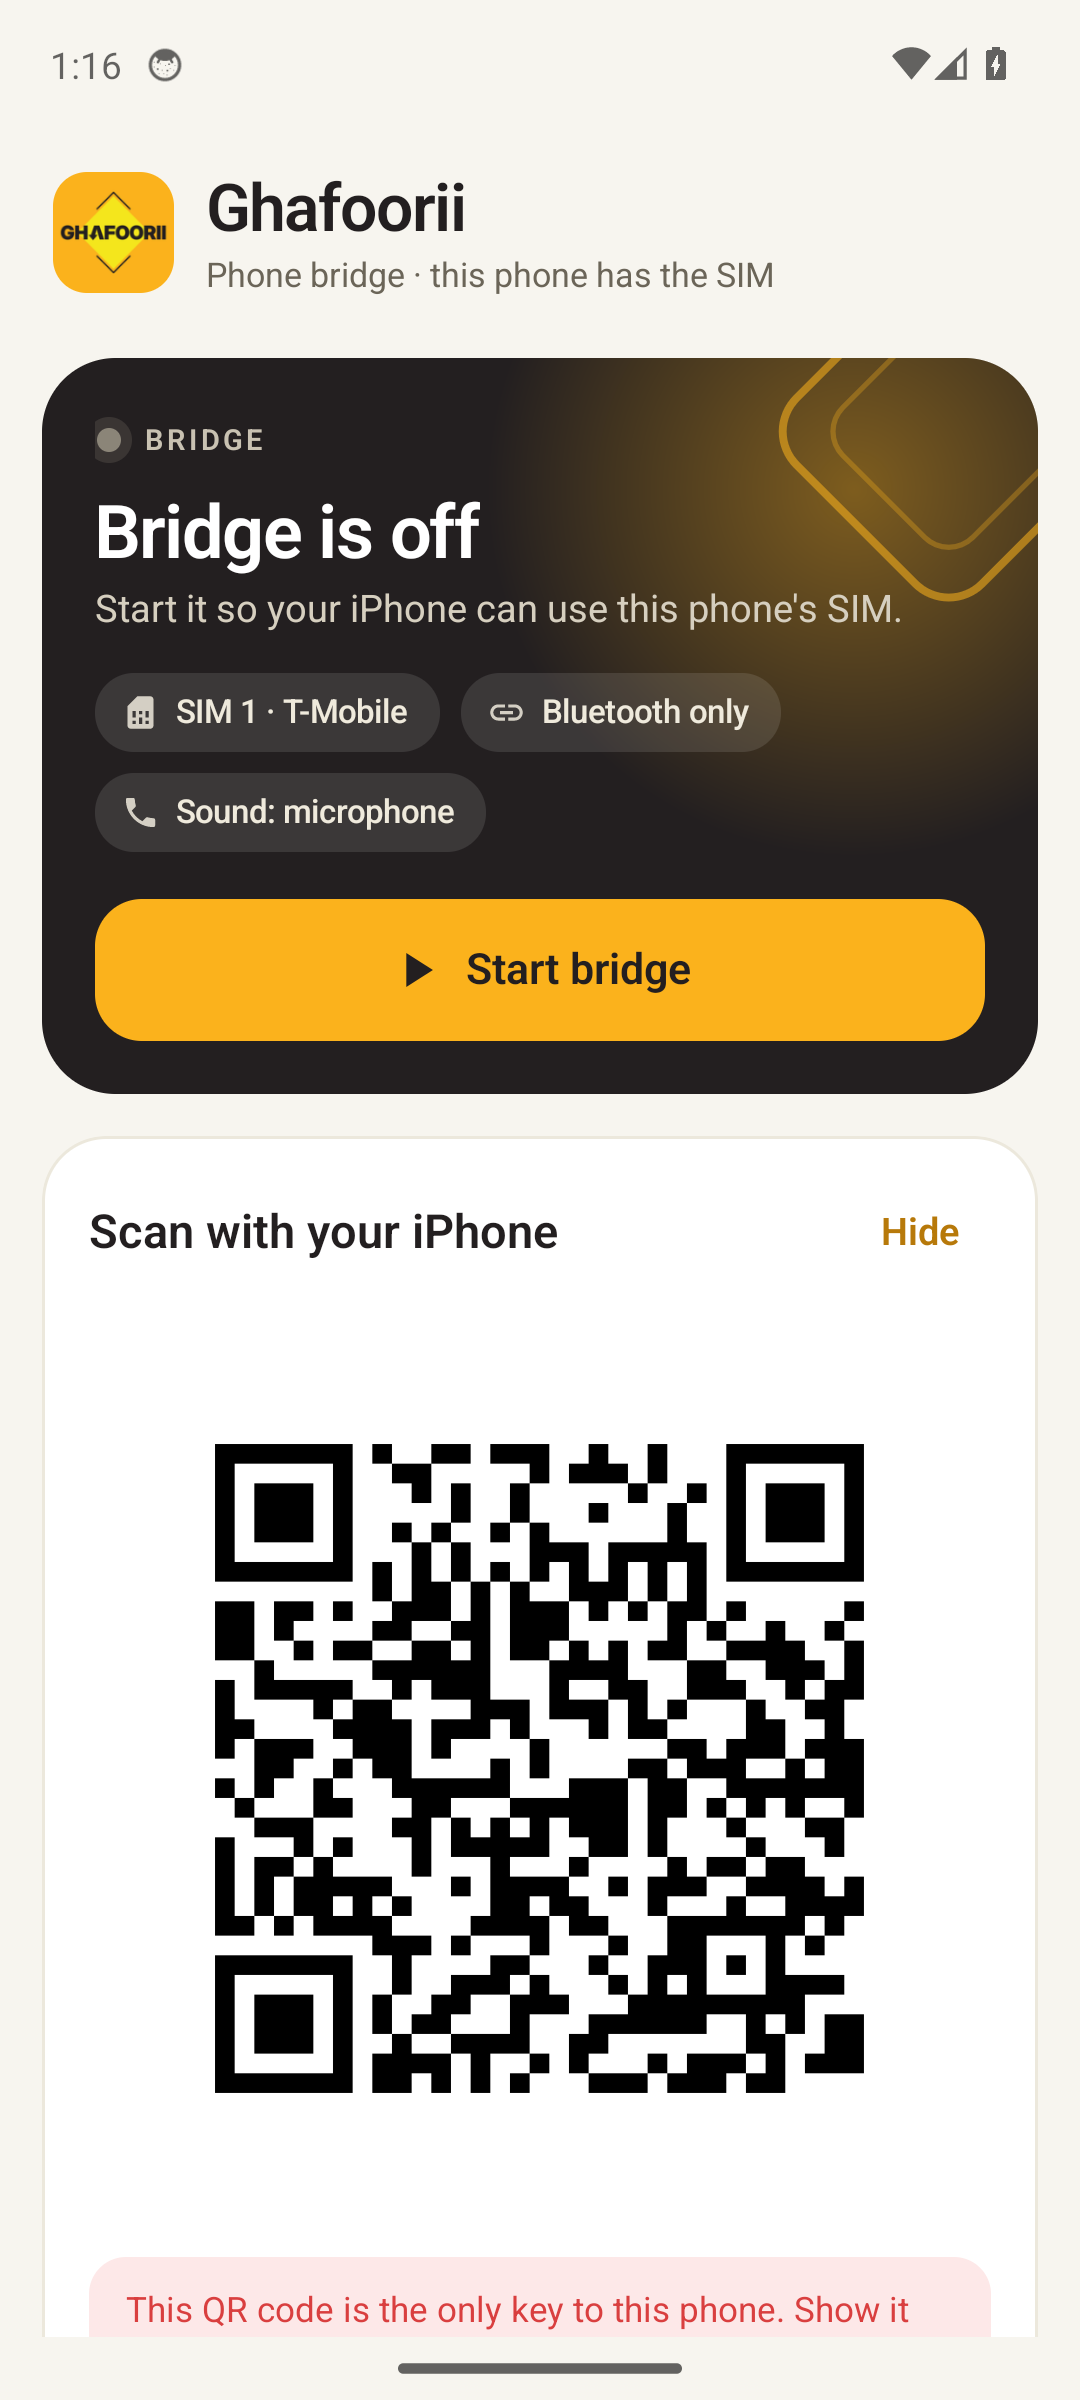 1:16
GHAFOORII
Ghafoorii
Phone bridge · this phone has the SIM
BRIDGE
Bridge is off
Start it so your iPhone can use this phone's SIM.
SIM 1 · T-Mobile
Bluetooth only
Sound: microphone
Start bridge
Scan with your iPhone
Hide
This QR code is the only key to this phone. Show it